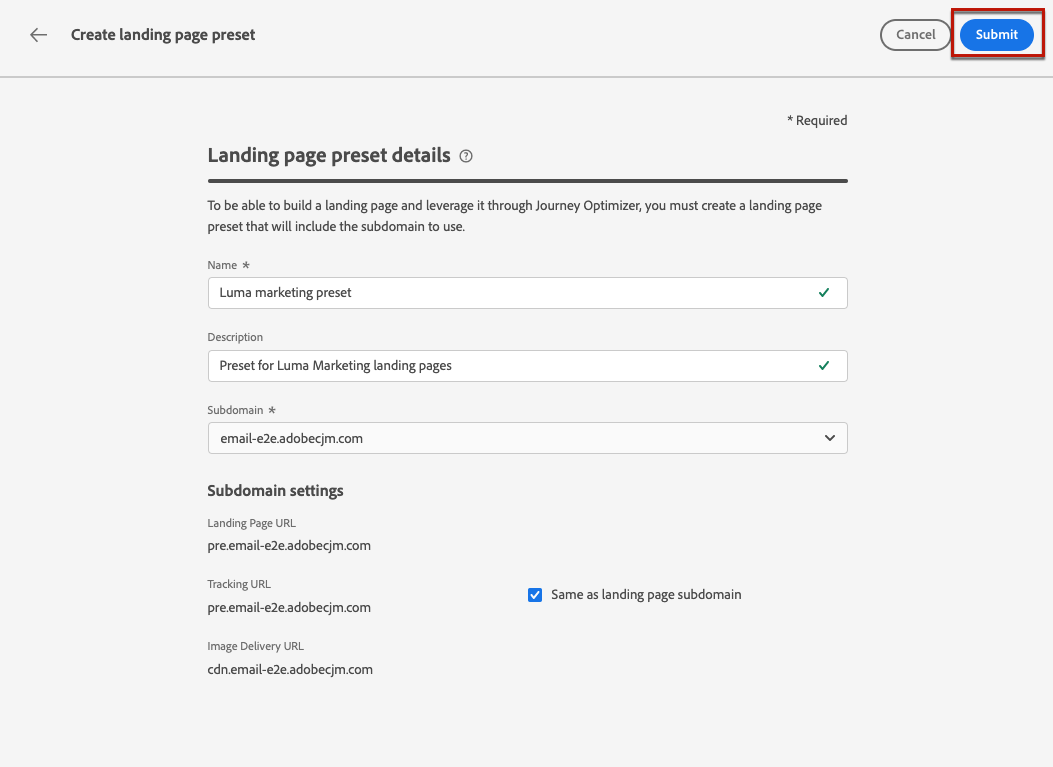 Create landing page preset
Cancel
Submit
* Required
Landing page preset details
To be able to build a landing page and leverage it through Journey Optimizer, you must create a landing page
preset that will include the subdomain to use.
Name *
Luma marketing preset
Description
Preset for Luma Marketing landing pages
Subdomain *
email-e2e.adobecjm.com
Subdomain settings
Landing Page URL
pre.email-e2e.adobecjm.com
Tracking URL
pre.email-e2e.adobecjm.com
Same as landing page subdomain
Image Delivery URL
cdn.email-e2e.adobecjm.com